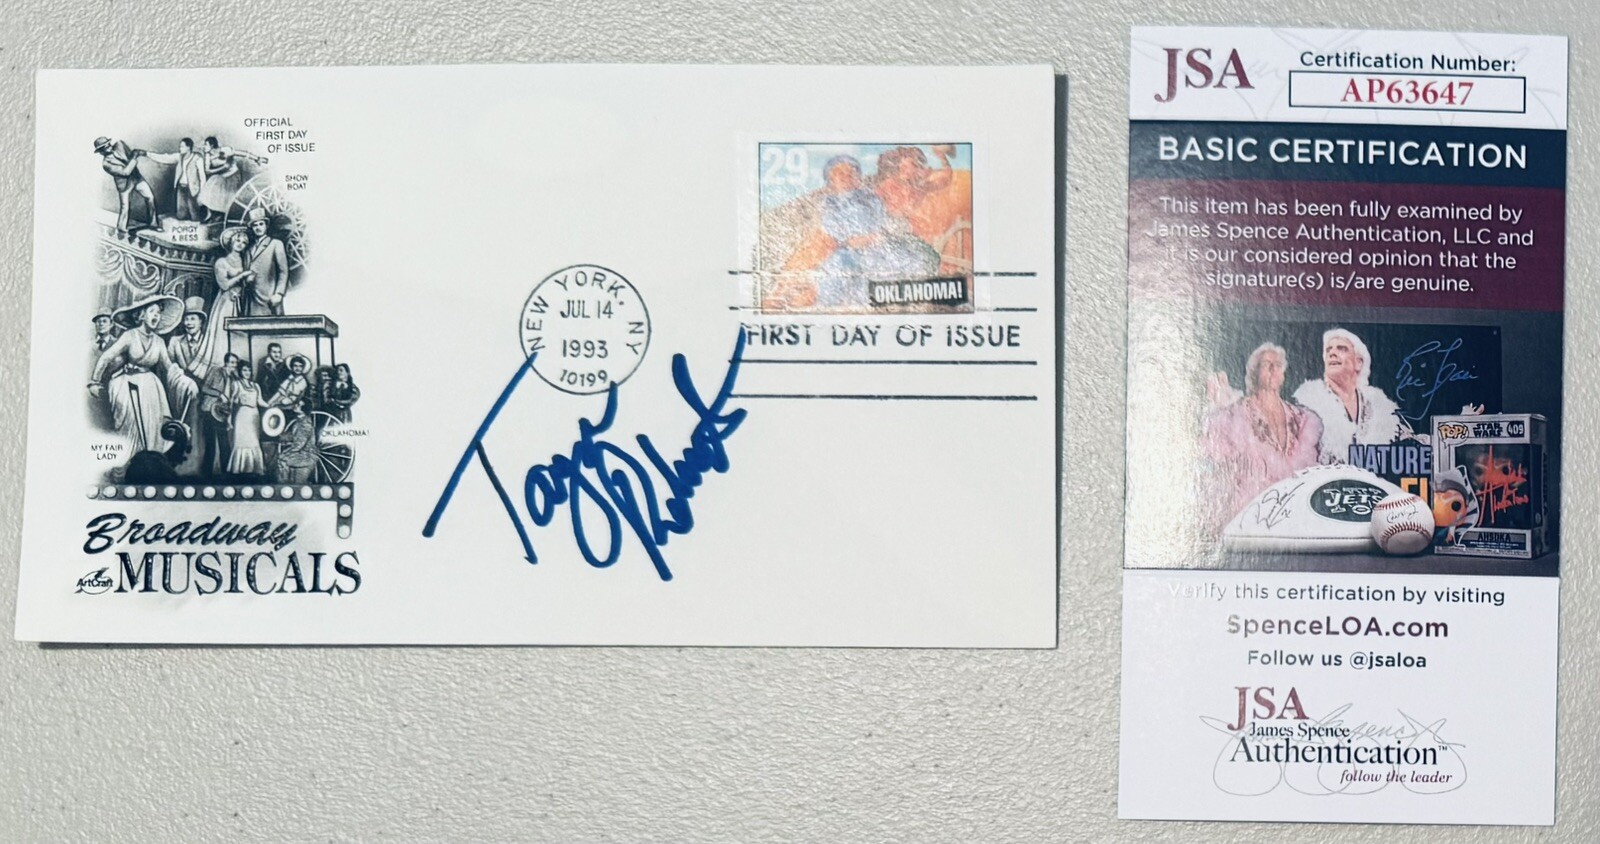 OFFICIAL
FIRST DAY
OF ISSUE
SHOW
BOAT
PORGY
& BESS
MY FAIR
LADY
OKLAHOMA!
Broadway
MUSICALS
ArtCraft
29
OKLAHOMA!
NEW YORK, NY
JUL 14
1993
10199
FIRST DAY OF ISSUE
JSA
Certification Number:
AP63647
BASIC CERTIFICATION
This item has been fully examined by
James Spence Authentication, LLC and
it is our considered opinion that the
signature(s) is/are genuine.
NATURE
JETS
POP!
STAR
WARS
409
AHSOKA
Verify this certification by visiting
SpenceLOA.com
Follow us @jsaloa
JSA
James Spence
Authentication™
follow the leader